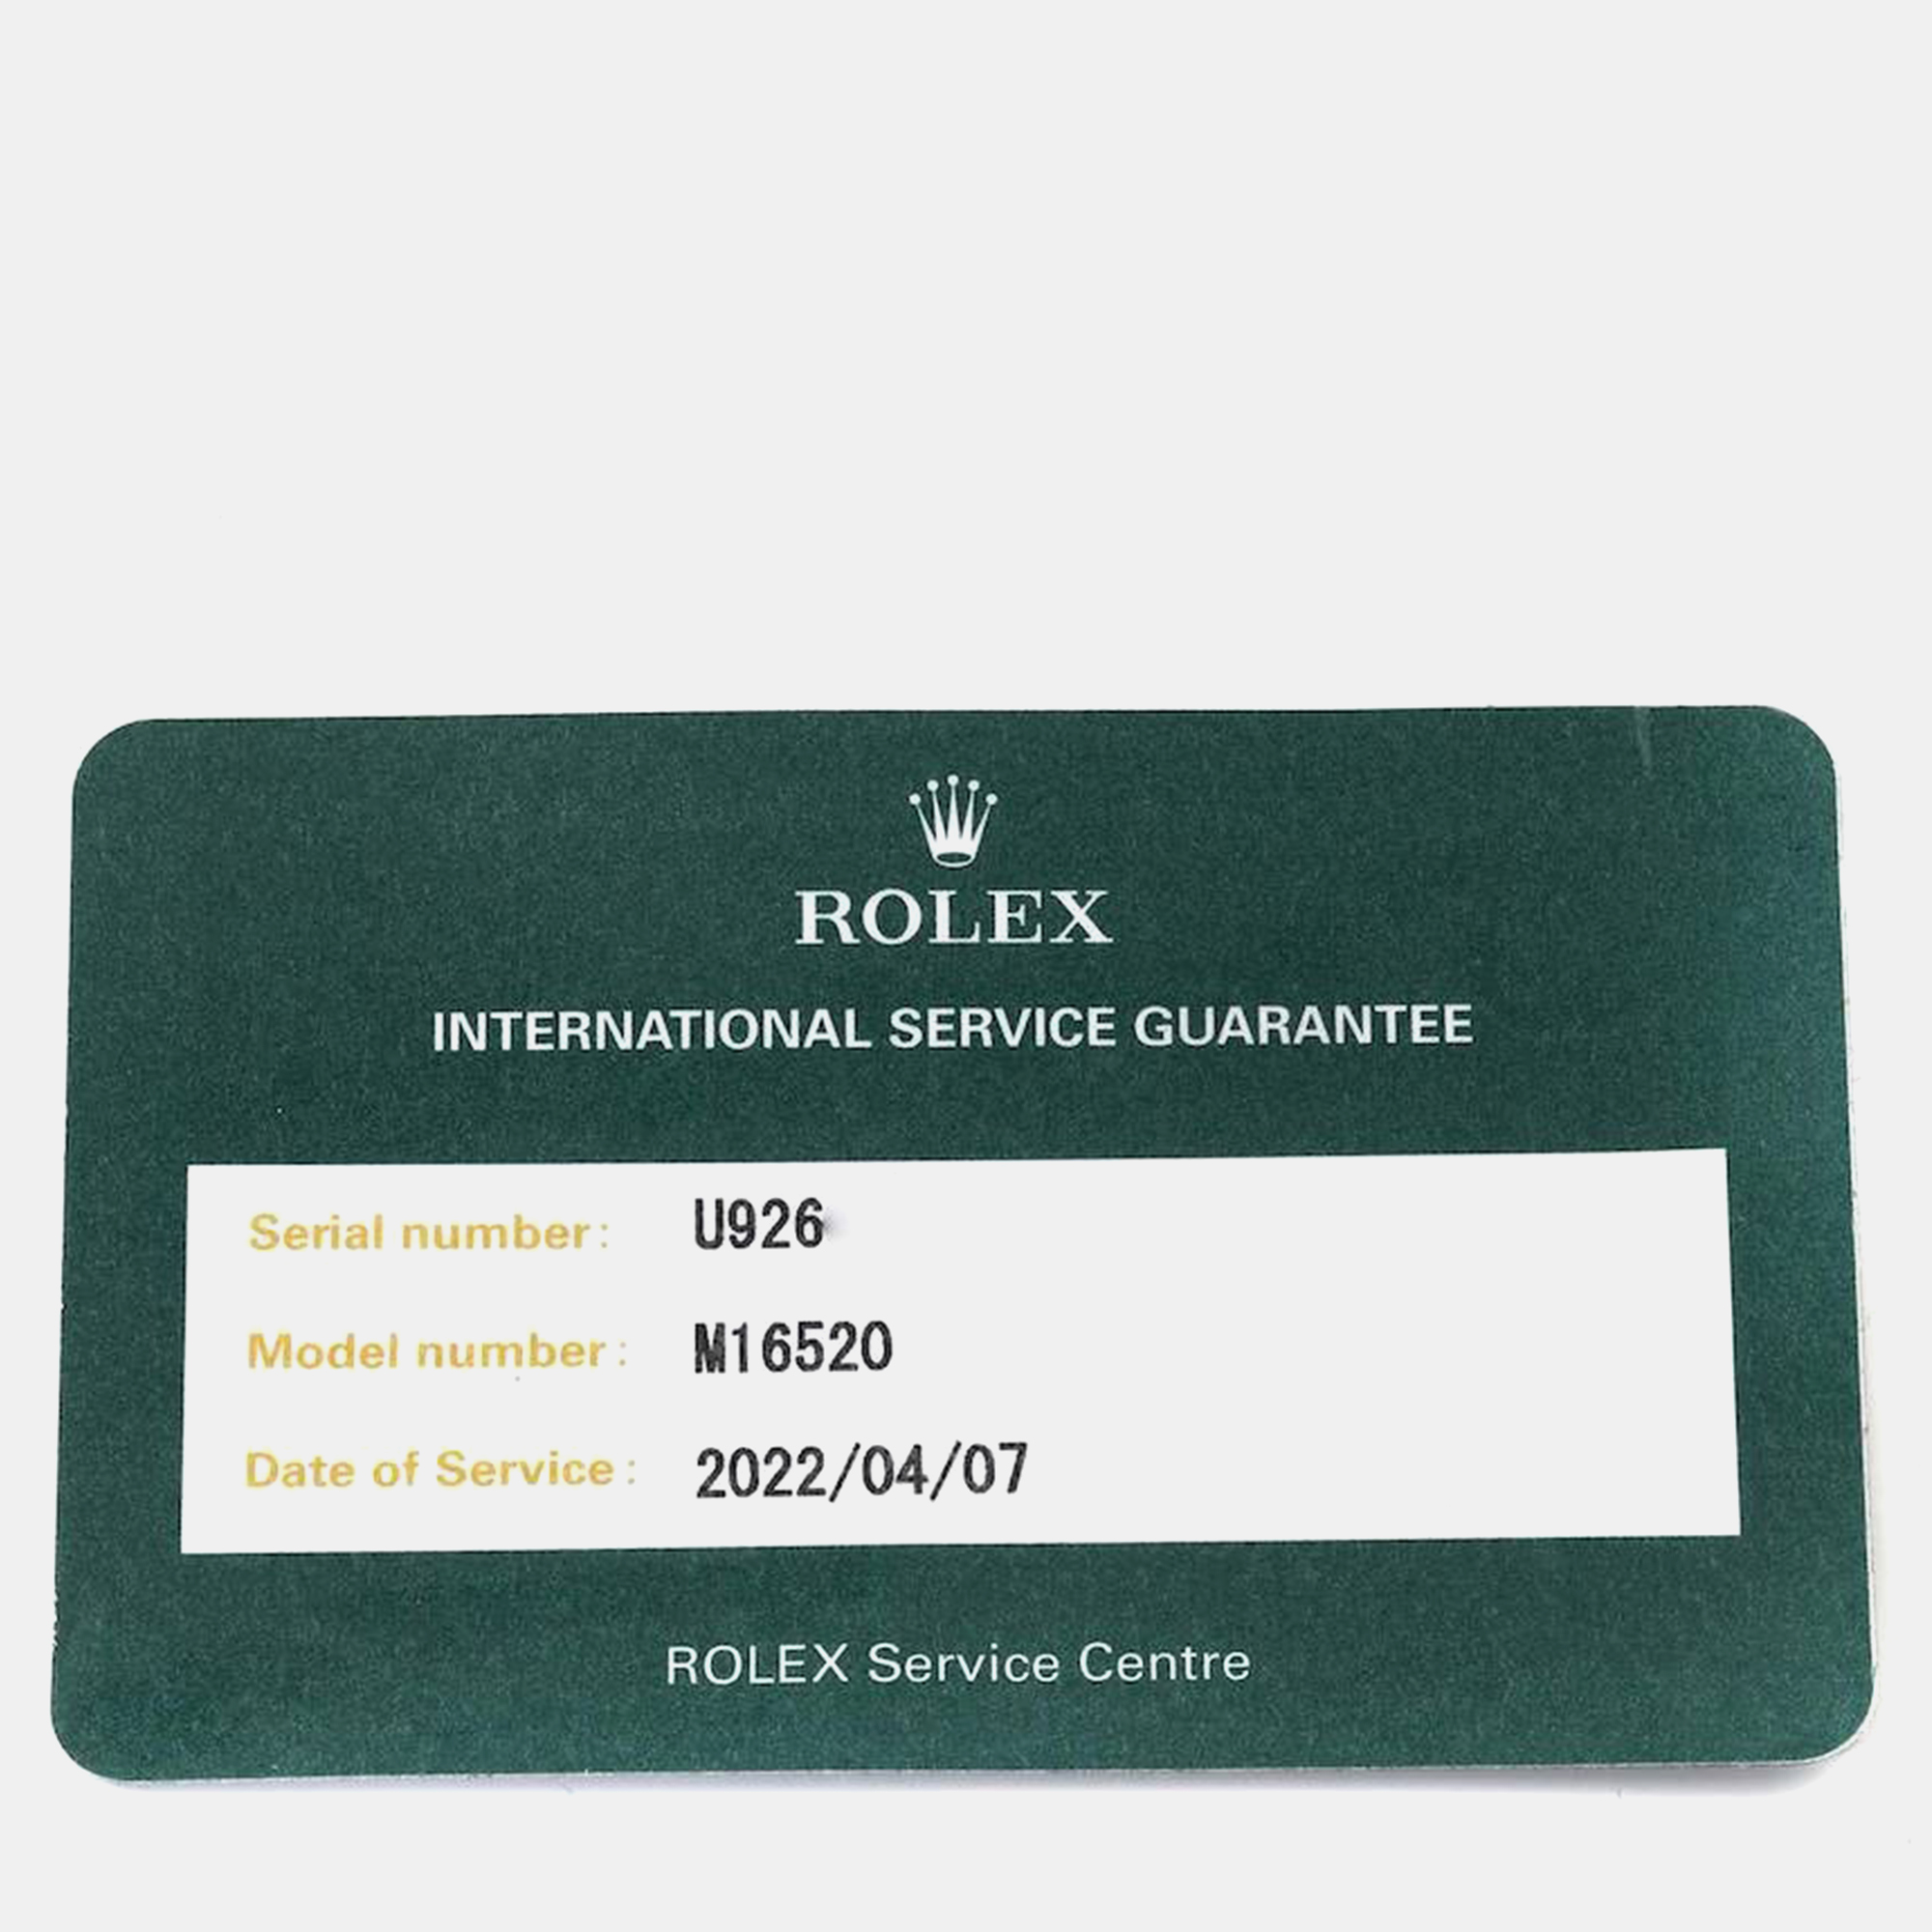 ROLEX
INTERNATIONAL SERVICE GUARANTEE
Serial number: U926
Model number: M16520
Date of Service: 2022/04/07
ROLEX Service Centre